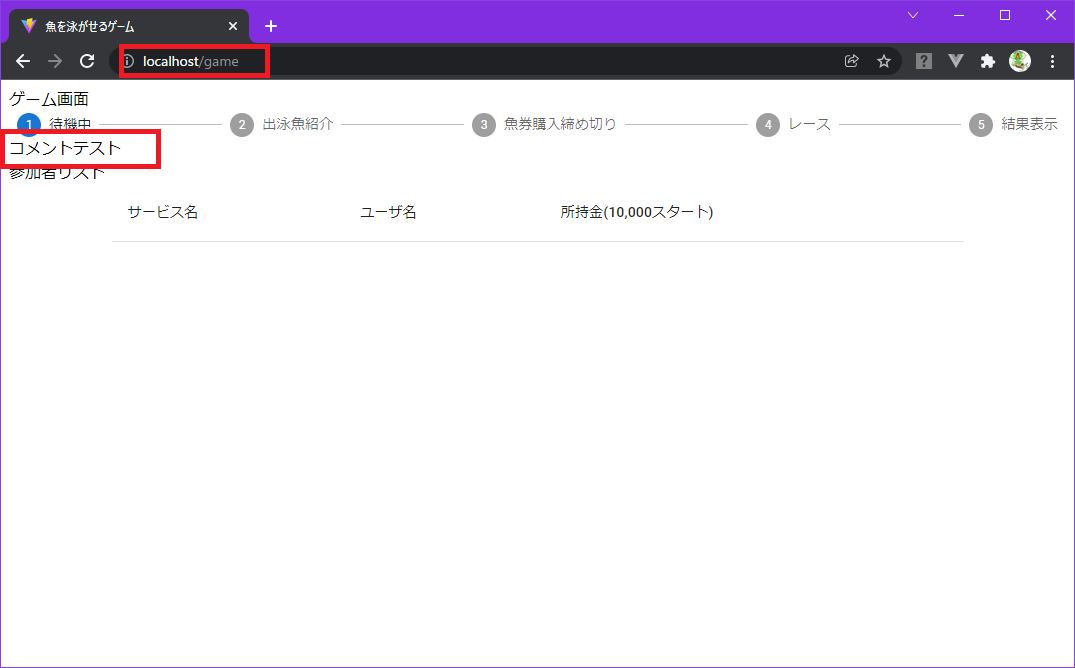 魚を泳がせるゲーム
localhost/game
ゲーム画面
1 待機中 2 出泳魚紹介 3 魚券購入締め切り 4 レース 5 結果表示
コメントテスト
参加者リスト
サービス名 ユーザ名 所持金(10,000スタート)